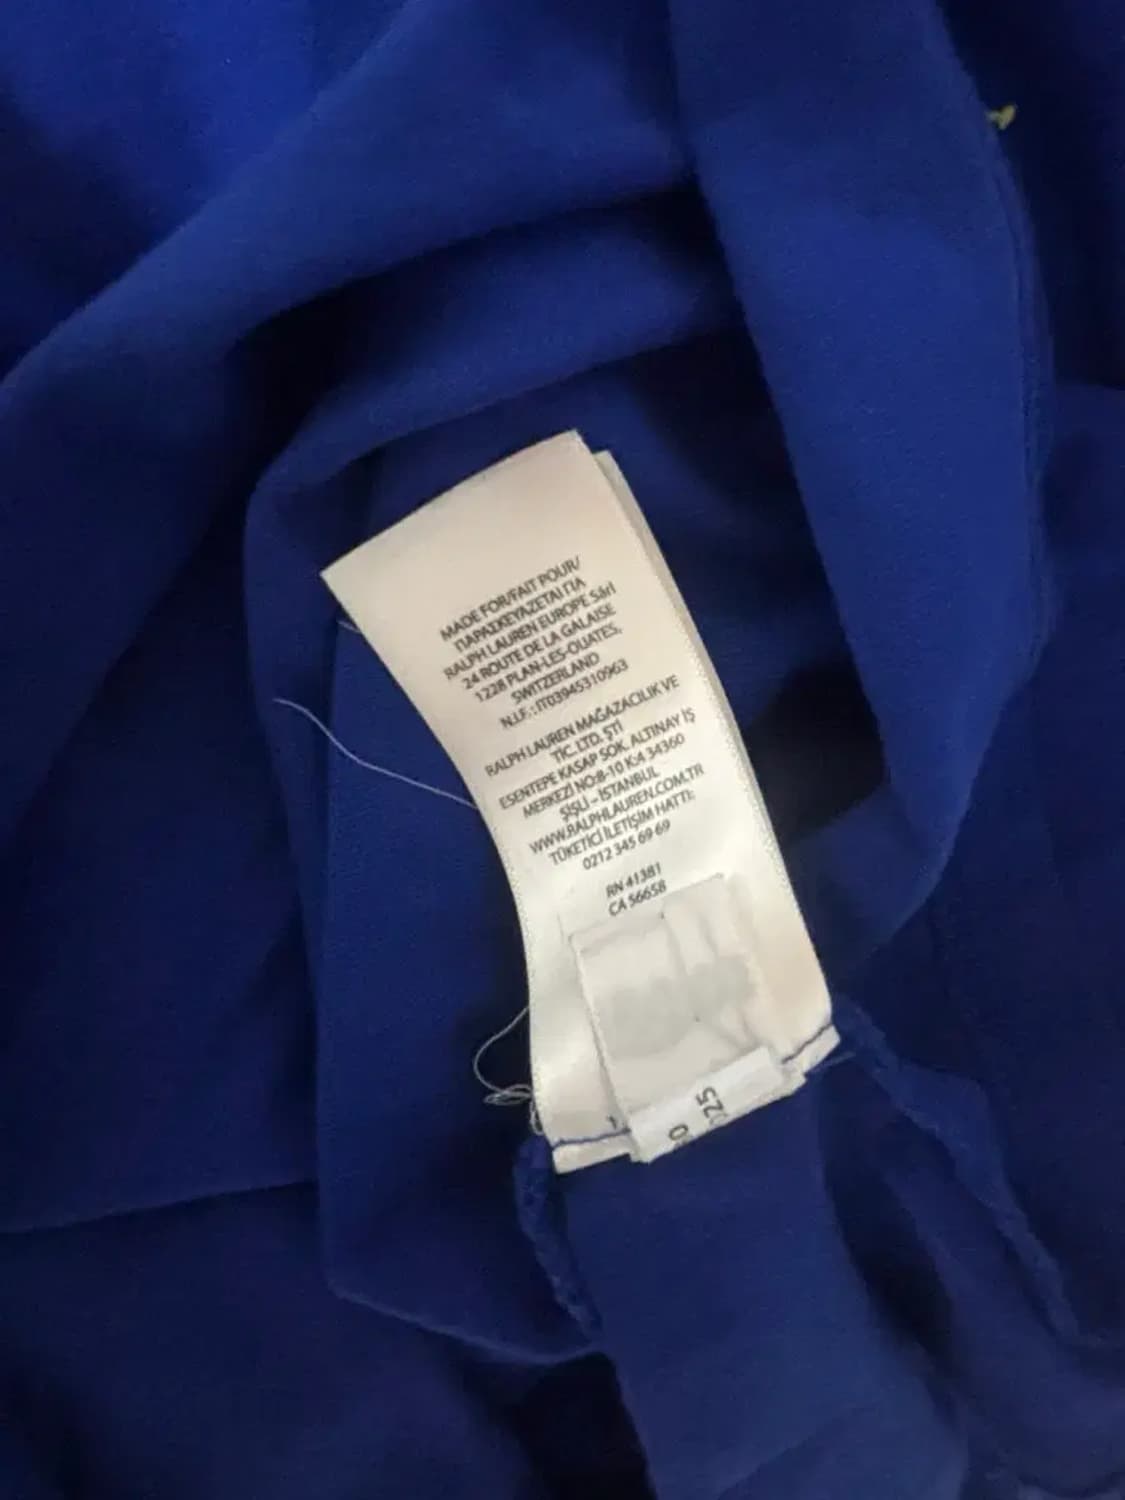 MADE FOR/FAIT POUR/
ΠΑΡΑΣΚΕΥΑΖΕΤΑΙ ΓΙΑ
RALPH LAUREN EUROPE Sàrl
24 ROUTE DE LA GALAISE
1228 PLAN-LES-OUATES,
SWITZERLAND
N.I.F.: IT03945310963
RALPH LAUREN MAĞAZACILIK VE
TİC. LTD. ŞTİ
ESENTEPE KASAP SOK. ALTINAY İŞ
MERKEZİ NO:8-10 K:4 34360
ŞİŞLİ – İSTANBUL
WWW.RALPHLAUREN.COM.TR
TÜKETİCİ İLETİŞİM HATTI:
0212 345 69 69
RN 41381
CA 56658